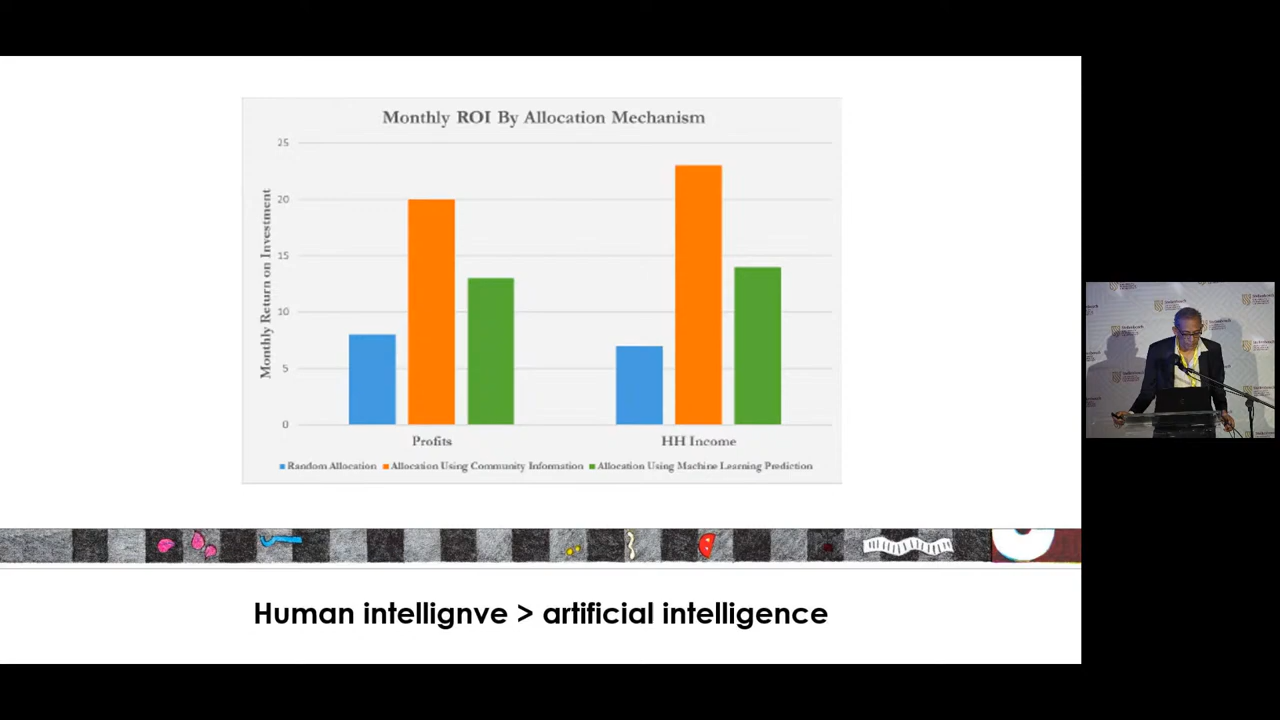 Monthly ROI By Allocation Mechanism
Monthly Return on Investment
25
20
15
10
5
0
Profits
HH Income
Random Allocation
Allocation Using Community Information
Allocation Using Machine Learning Prediction
Human intellignve > artificial intelligence